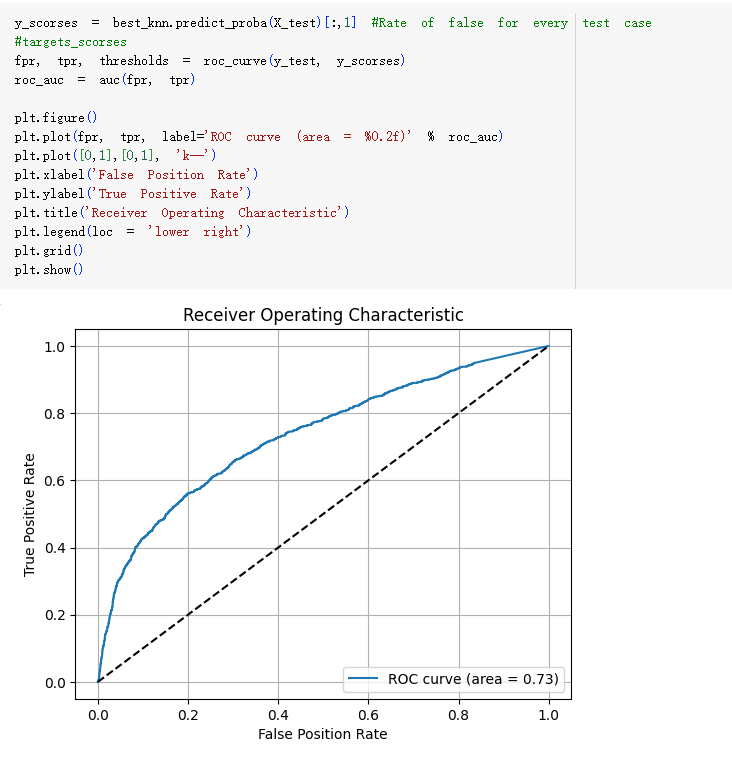 y_scorses = best_knn.predict_proba(X_test)[:,1] #Rate of false for every test case
#targets_scorses
fpr, tpr, thresholds = roc_curve(y_test, y_scorses)
roc_auc = auc(fpr, tpr)
plt.figure()
plt.plot(fpr, tpr, label='ROC curve (area = %0.2f)' % roc_auc)
plt.plot([0,1],[0,1], 'k--')
plt.xlabel('False Position Rate')
plt.ylabel('True Positive Rate')
plt.title('Receiver Operating Characteristic')
plt.legend(loc = 'lower right')
plt.grid()
plt.show()
Receiver Operating Characteristic
True Positive Rate
1.0
0.8
0.6
0.4
0.2
0.0
ROC curve (area = 0.73)
0.0 0.2 0.4 0.6 0.8 1.0
False Position Rate